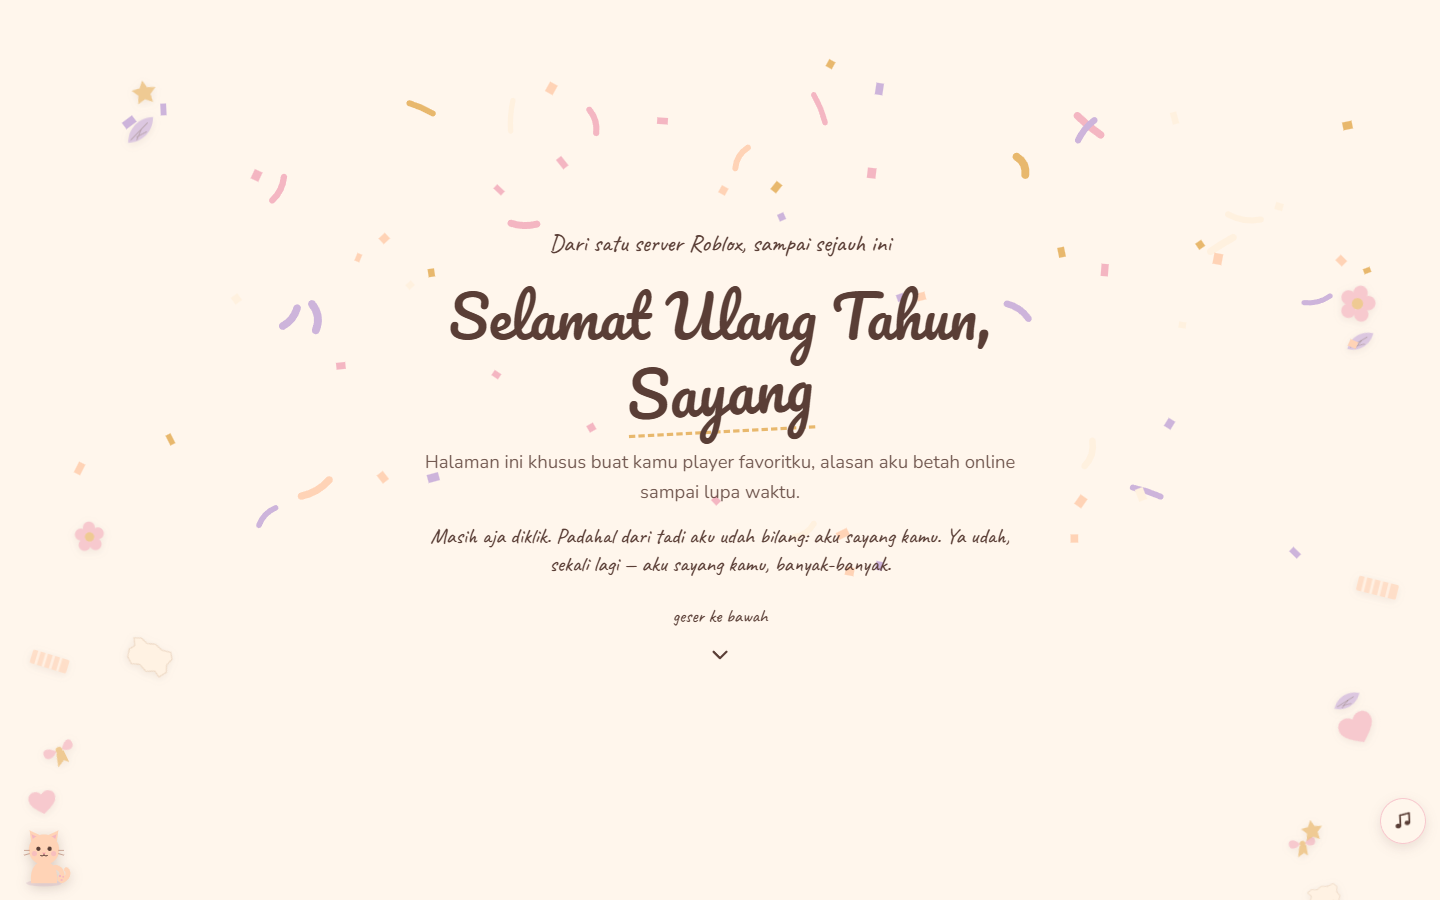 Dari satu server Roblox, sampai sejauh ini
Selamat Ulang Tahun,
Sayang
Halaman ini khusus buat kamu player favoritku, alasan aku betah online
sampai lupa waktu.
Masih aja diklik. Padahal dari tadi aku udah bilang: aku sayang kamu. Ya udah,
sekali lagi — aku sayang kamu, banyak-banyak.
geser ke bawah